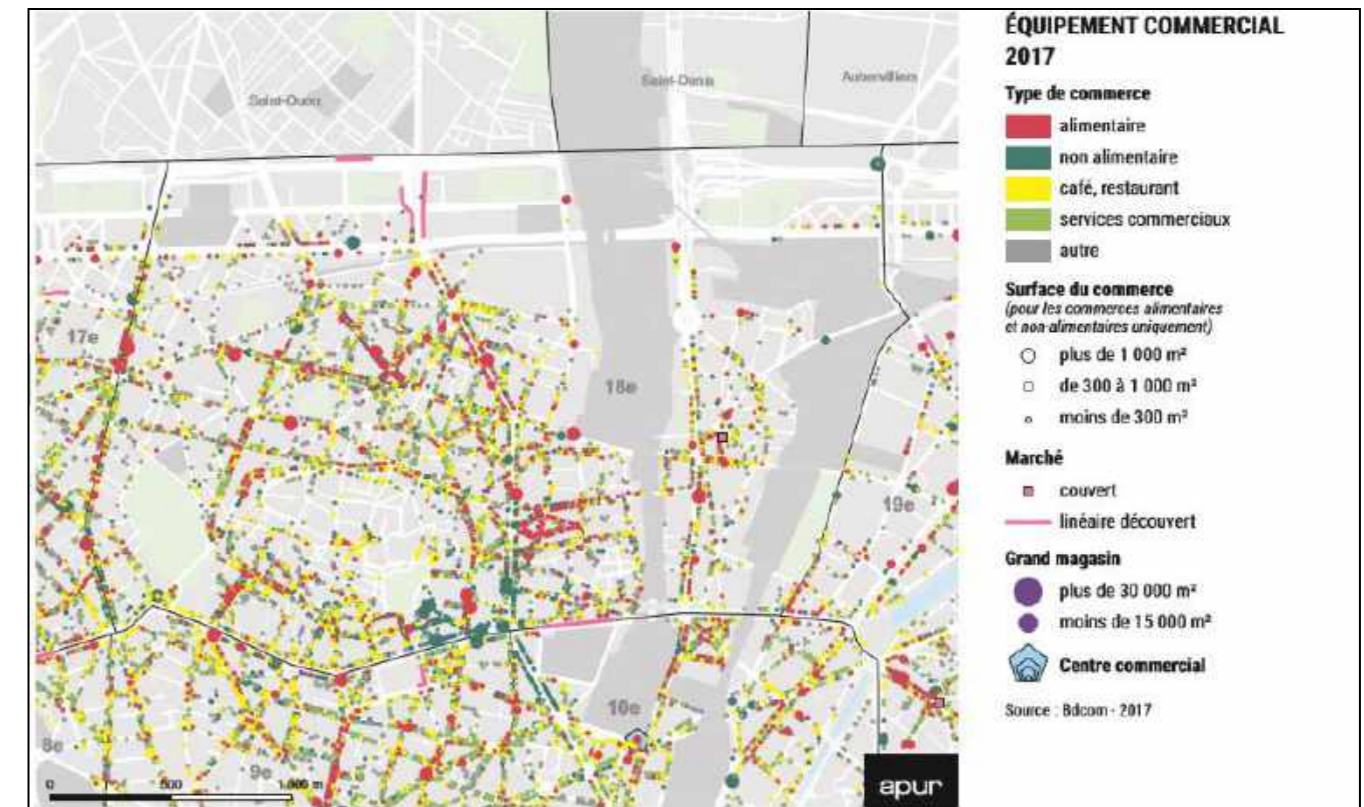 Saint-Ouen
Saint-Denis
Aubervilliers
17e
18e
19e
10e
8e
9e
0
500
1 000 m
apur
ÉQUIPEMENT COMMERCIAL
2017
Type de commerce
alimentaire
non alimentaire
café, restaurant
services commerciaux
autre
Surface du commerce
(pour les commerces alimentaires
et non-alimentaires uniquement)
plus de 1 000 m²
de 300 à 1 000 m²
moins de 300 m²
Marché
couvert
linéaire découvert
Grand magasin
plus de 30 000 m²
moins de 15 000 m²
Centre commercial
Source : Bdcom - 2017